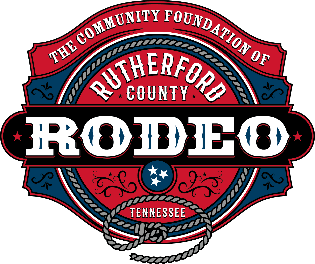 THE COMMUNITY FOUNDATION OF
RUTHERFORD
COUNTY
RODEO
TENNESSEE